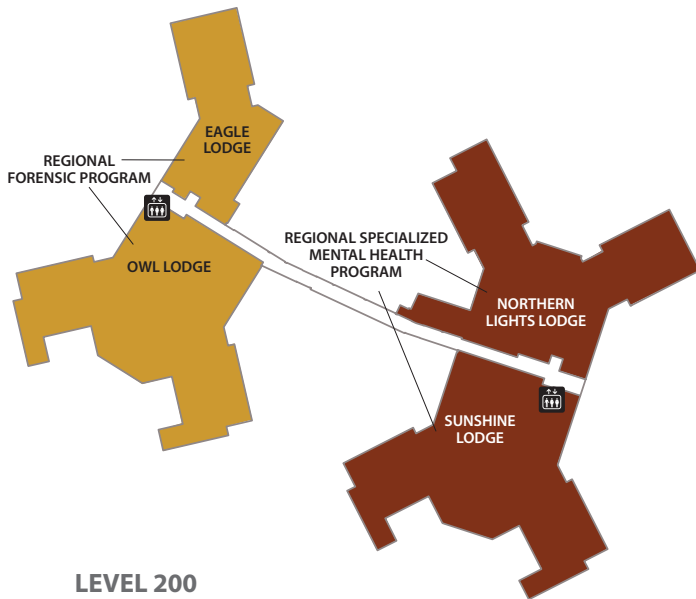 EAGLE
LODGE
REGIONAL
FORENSIC PROGRAM
OWL LODGE
REGIONAL SPECIALIZED
MENTAL HEALTH
PROGRAM
NORTHERN
LIGHTS LODGE
SUNSHINE
LODGE
LEVEL 200